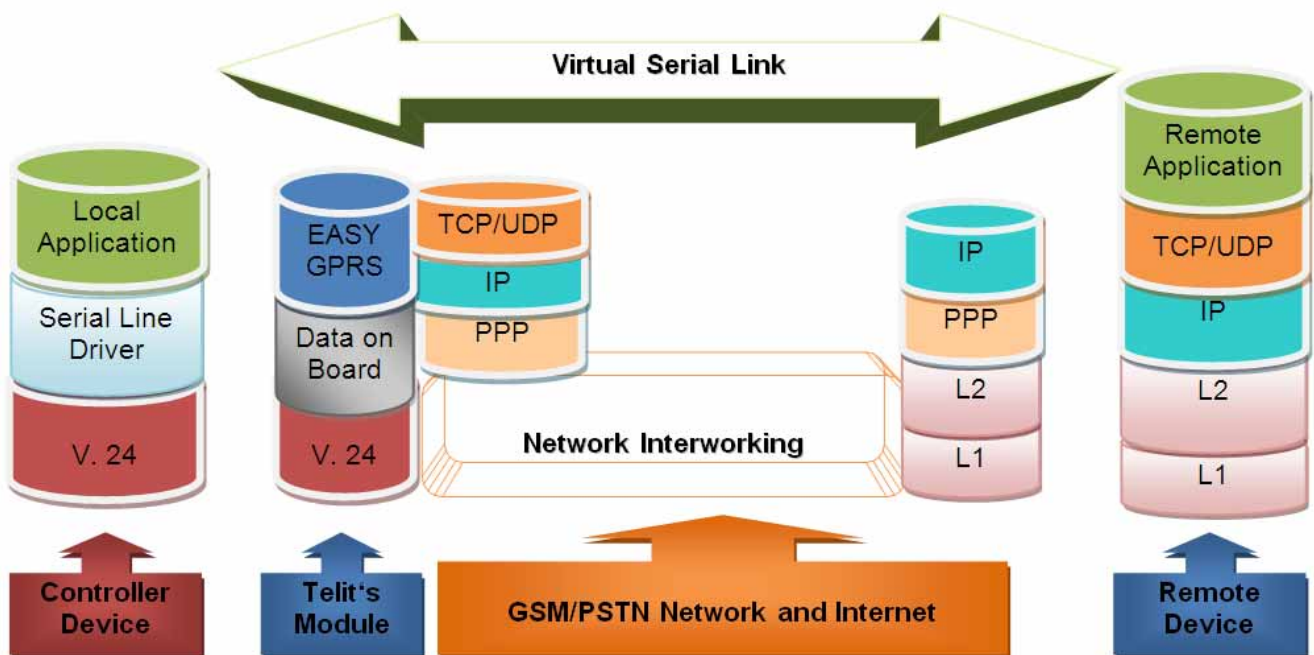 Virtual Serial Link
Local
Application
Serial Line
Driver
V. 24
EASY
GPRS
Data on
Board
V. 24
TCP/UDP
IP
PPP
Network Interworking
IP
PPP
L2
L1
Remote
Application
TCP/UDP
IP
L2
L1
Controller
Device
Telit‘s
Module
GSM/PSTN Network and Internet
Remote
Device